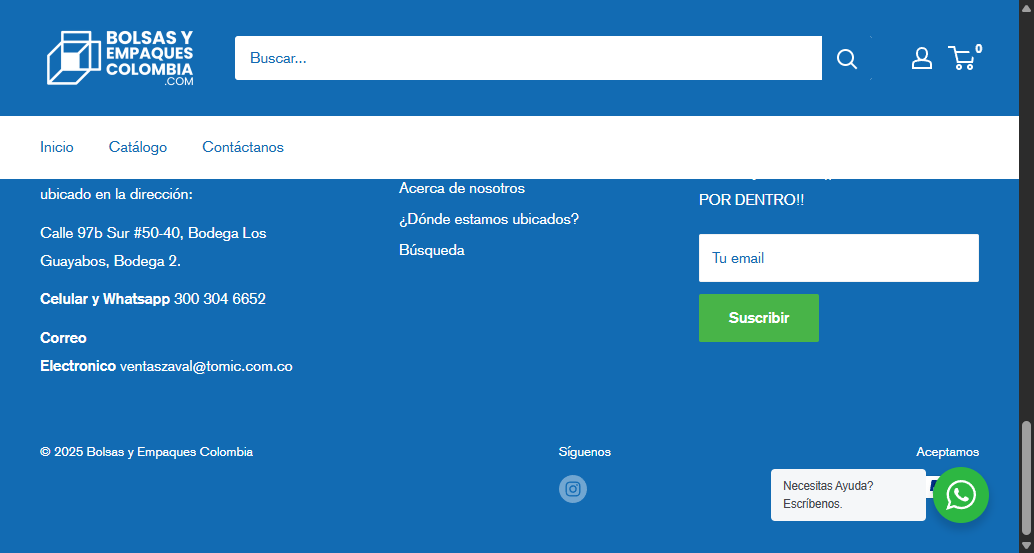 BOLSAS Y
EMPAQUES
COLOMBIA
.COM
Buscar...
0
Inicio
Catálogo
Contáctanos
ubicado en la dirección:
Calle 97b Sur #50-40, Bodega Los
Guayabos, Bodega 2.
Celular y Whatsapp 300 304 6652
Correo
Electronico ventaszaval@tomic.com.co
Acerca de nosotros
¿Dónde estamos ubicados?
Búsqueda
POR DENTRO!!
Tu email
Suscribir
© 2025 Bolsas y Empaques Colombia
Síguenos
Aceptamos
Necesitas Ayuda?
Escríbenos.